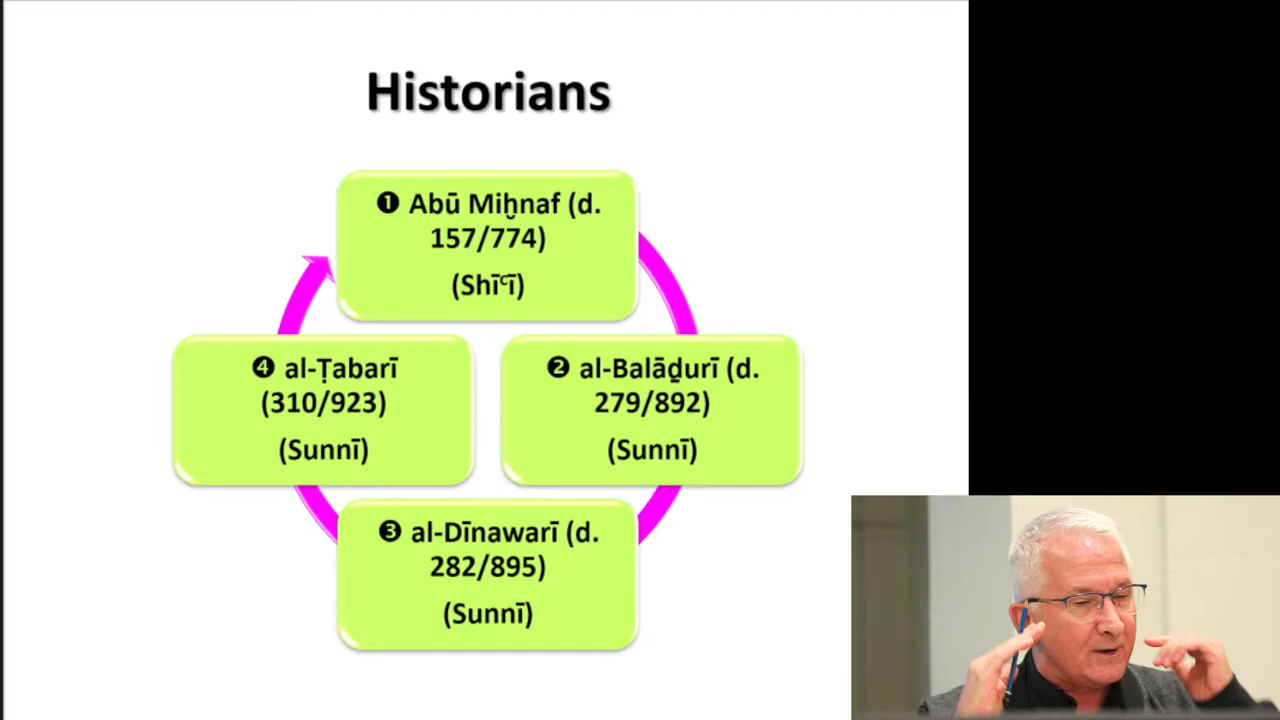 Historians
❶ Abū Miḫnaf (d.
157/774)
(Shīʿī)
❹ al-Ṭabarī
(310/923)
(Sunnī)
❷ al-Balāḏurī (d.
279/892)
(Sunnī)
❸ al-Dīnawarī (d.
282/895)
(Sunnī)